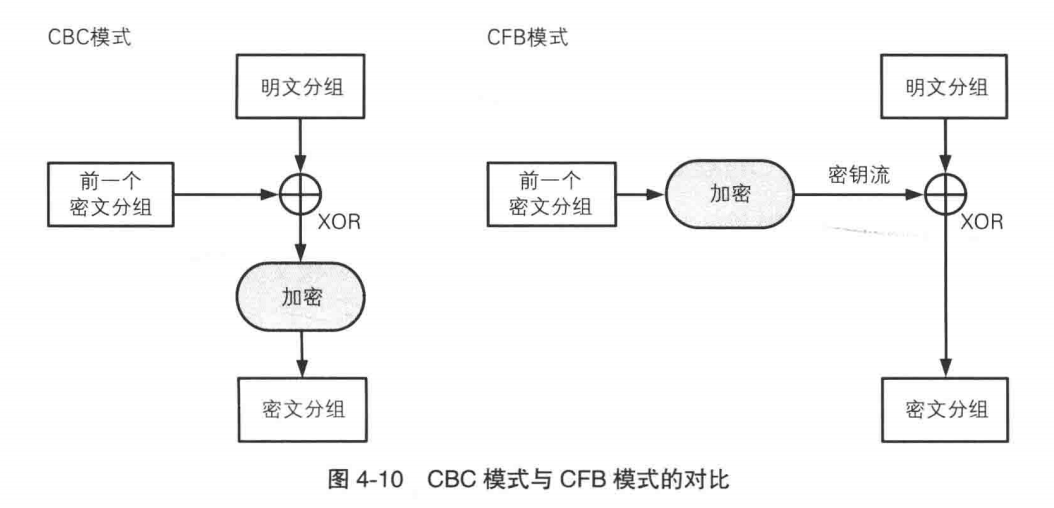 CBC模式
明文分组
前一个
密文分组
XOR
加密
密文分组
CFB模式
明文分组
前一个
密文分组
加密
密钥流
XOR
密文分组
图 4-10 CBC 模式与 CFB 模式的对比